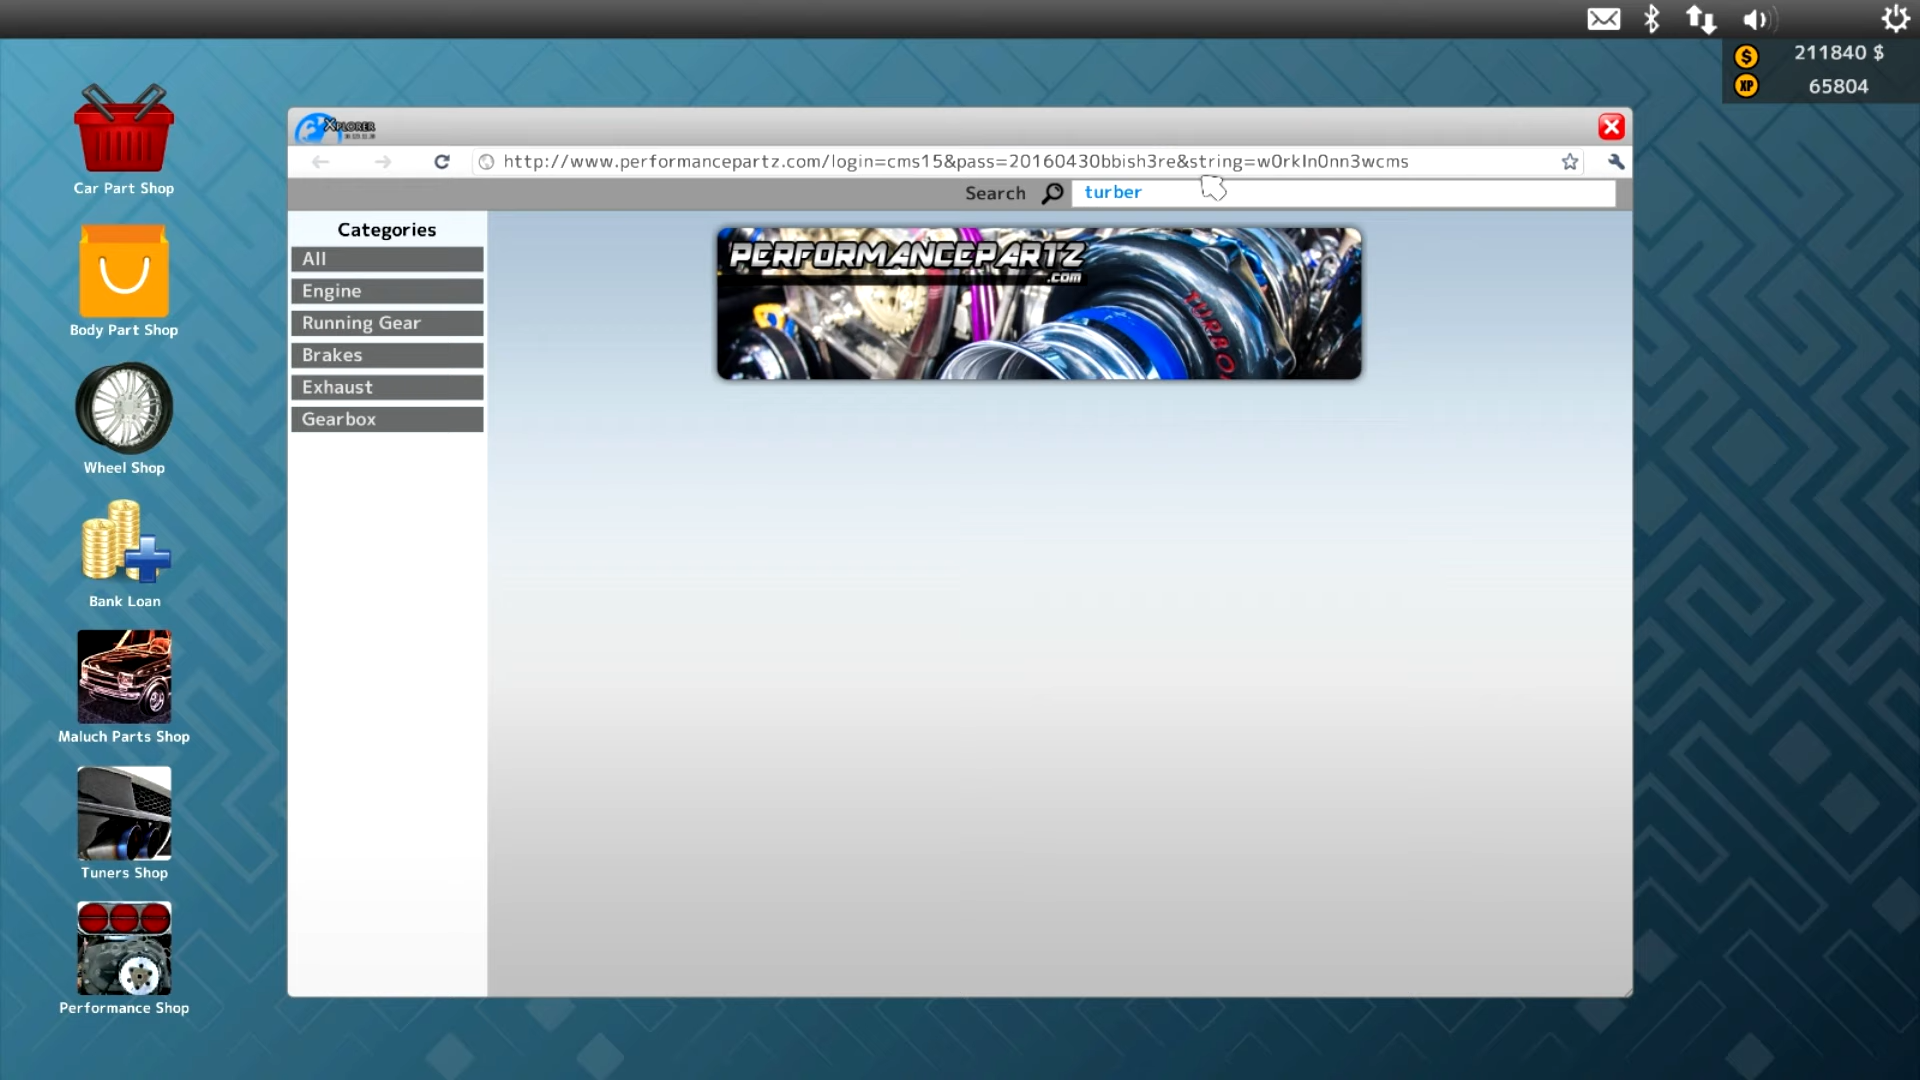 211840 $
XP
65804
Car Part Shop
Body Part Shop
Wheel Shop
Bank Loan
Maluch Parts Shop
Tuners Shop
Performance Shop
XPLORER
http://www.performancepartz.com/login=cms15&pass=20160430bbish3re&string=w0rkIn0nn3wcms
Search
turber
Categories
All
Engine
Running Gear
Brakes
Exhaust
Gearbox
PERFORMANCEPARTZ
.com
TURBO